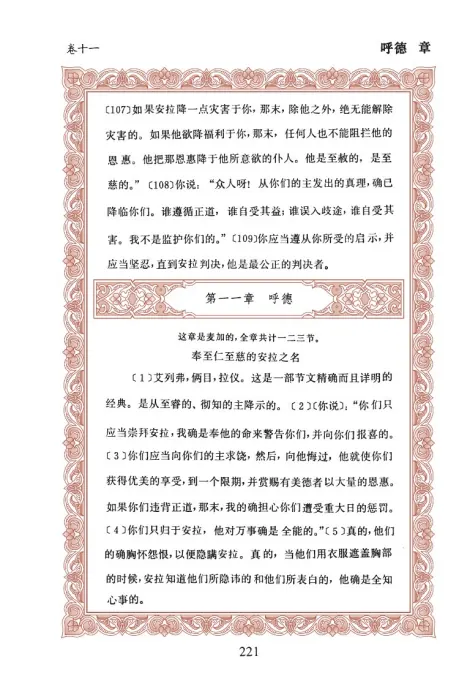 卷十一
呼德 章
〔107〕如果安拉降一点灾害于你，那末，除他之外，绝无能解除
灾害的。如果他欲降福利于你，那末，任何人也不能阻拦他的
恩惠。他把那恩惠降于他所意欲的仆人。他是至赦的，是至
慈的。”〔108〕你说：“众人呀！从你们的主发出的真理，确已
降临你们。谁遵循正道，谁自受其益；谁误入歧途，谁自受其
害。我不是监护你们的。”〔109〕你应当遵从你所受的启示，并
应当坚忍，直到安拉判决，他是最公正的判决者。
第一一章 呼德
这章是麦加的，全章共计一二三节。
奉至仁至慈的安拉之名
〔1〕艾列弗，俩目，拉仪。这是一部节文精确而且详明的
经典。是从至睿的、彻知的主降示的。〔2〕（你说）：“你们只
应当崇拜安拉，我确是奉他的命来警告你们，并向你们报喜的。
〔3〕你们应当向你们的主求饶，然后，向他悔过，他就使你们
获得优美的享受，到一个限期，并赏赐有美德者以大量的恩惠。
如果你们违背正道，那末，我的确担心你们遭受重大日的惩罚。
〔4〕你们只归于安拉，他对万事确是全能的。”〔5〕真的，他们
的确胸怀怨恨，以便隐瞒安拉。真的，当他们用衣服遮盖胸部
的时候，安拉知道他们所隐讳的和他们所表白的，他确是全知
心事的。
221